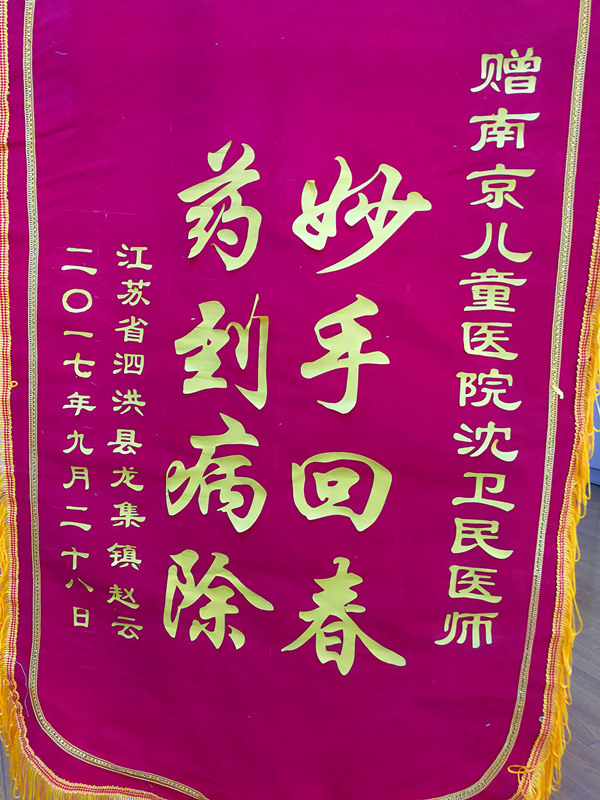 赠南京儿童医院沈卫民医师
妙手回春
药到病除
江苏省泗洪县龙集镇赵云
二〇一七年九月二十八日